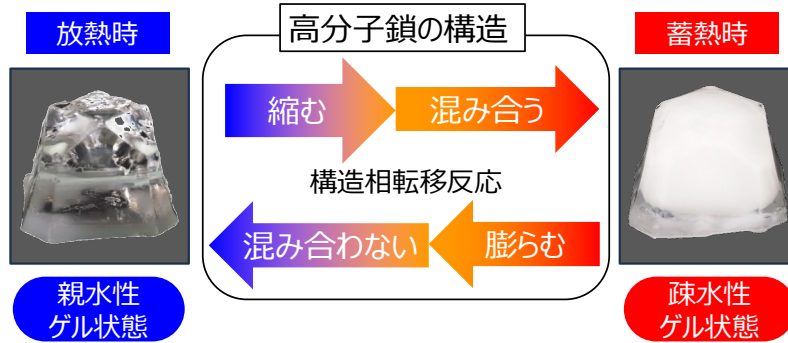 放熱時
高分子鎖の構造
蓄熱時
縮む
混み合う
構造相転移反応
混み合わない
膨らむ
親水性
ゲル状態
疎水性
ゲル状態